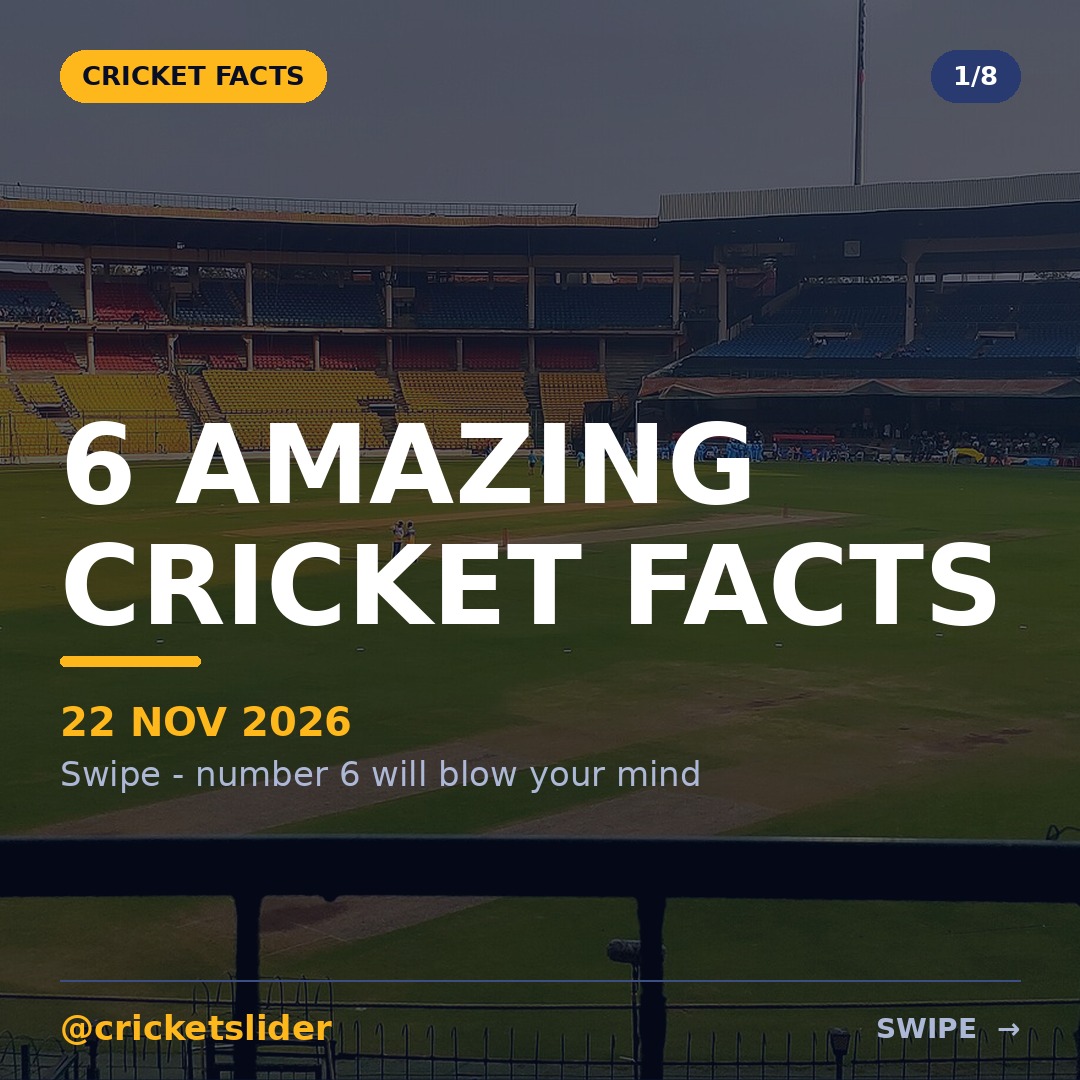 CRICKET FACTS
1/8
6 AMAZING
CRICKET FACTS
22 NOV 2026
Swipe - number 6 will blow your mind
@cricketslider
SWIPE →